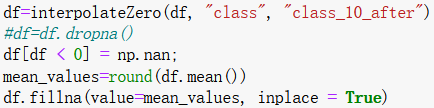 df=interpolateZero(df, "class", "class_10_after")
#df=df.dropna()
df[df < 0] = np.nan;
mean_values=round(df.mean())
df.fillna(value=mean_values, inplace = True)